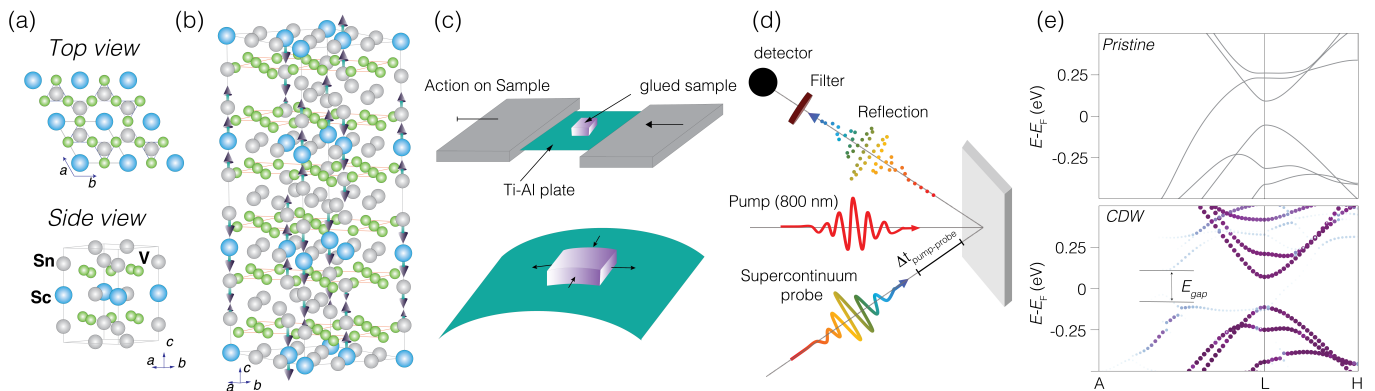 (a)
Top view
a
b
Side view
Sn
V
Sc
c
a
b
(b)
c
a
b
(c)
Action on Sample
glued sample
Ti-Al plate
(d)
detector
Filter
Reflection
Pump (800 nm)
Δt pump-probe
Supercontinuum
probe
(e)
Pristine
0.25
0
-0.25
E-EF (eV)
CDW
0.25
0
-0.25
E-EF (eV)
Egap
A
L
H